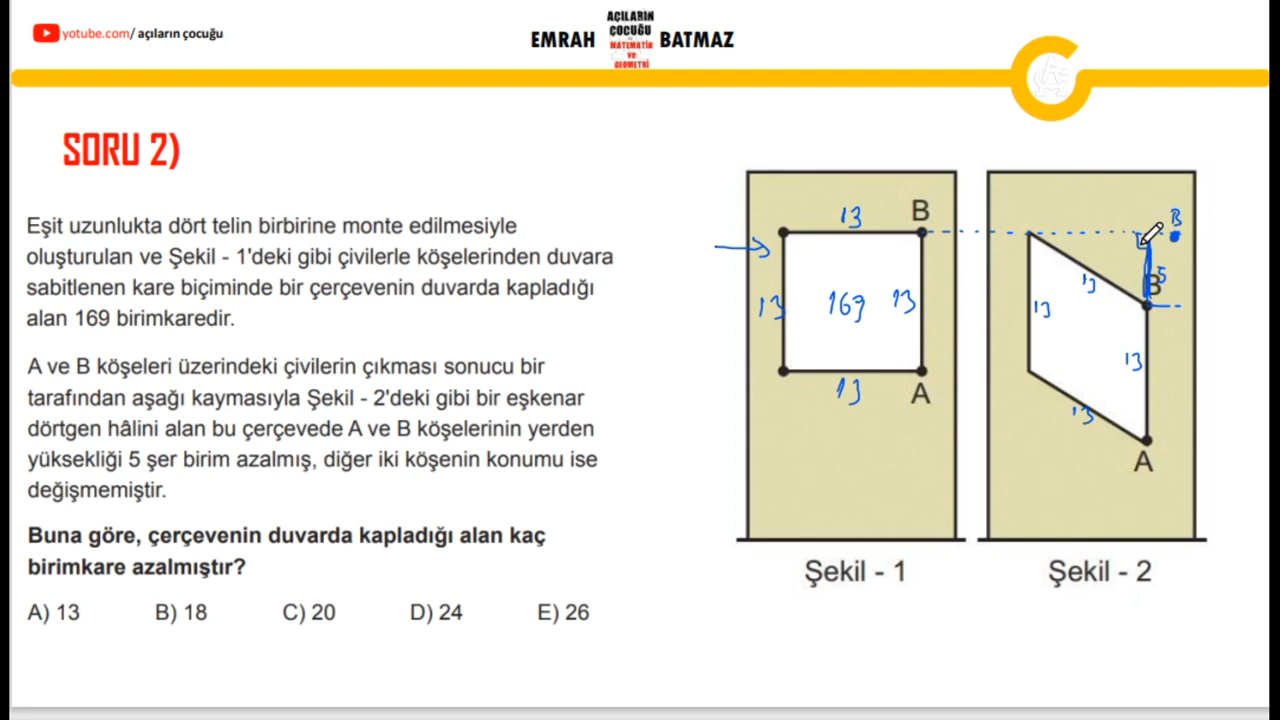 yotube.com/ açıların çocuğu
EMRAH
AÇILARIN
ÇOCUĞU
MATEMATİK
ve
GEOMETRİ
BATMAZ
SORU 2)
Eşit uzunlukta dört telin birbirine monte edilmesiyle
oluşturulan ve Şekil - 1'deki gibi çivilerle köşelerinden duvara
sabitlenen kare biçiminde bir çerçevenin duvarda kapladığı
alan 169 birimkaredir.
A ve B köşeleri üzerindeki çivilerin çıkması sonucu bir
tarafından aşağı kaymasıyla Şekil - 2'deki gibi bir eşkenar
dörtgen hâlini alan bu çerçevede A ve B köşelerinin yerden
yüksekliği 5 şer birim azalmış, diğer iki köşenin konumu ise
değişmemiştir.
Buna göre, çerçevenin duvarda kapladığı alan kaç
birimkare azalmıştır?
A) 13 B) 18 C) 20 D) 24 E) 26
13 B
13 169 13
13 A
Şekil - 1
B
5
B
13
13
13
13
A
Şekil - 2